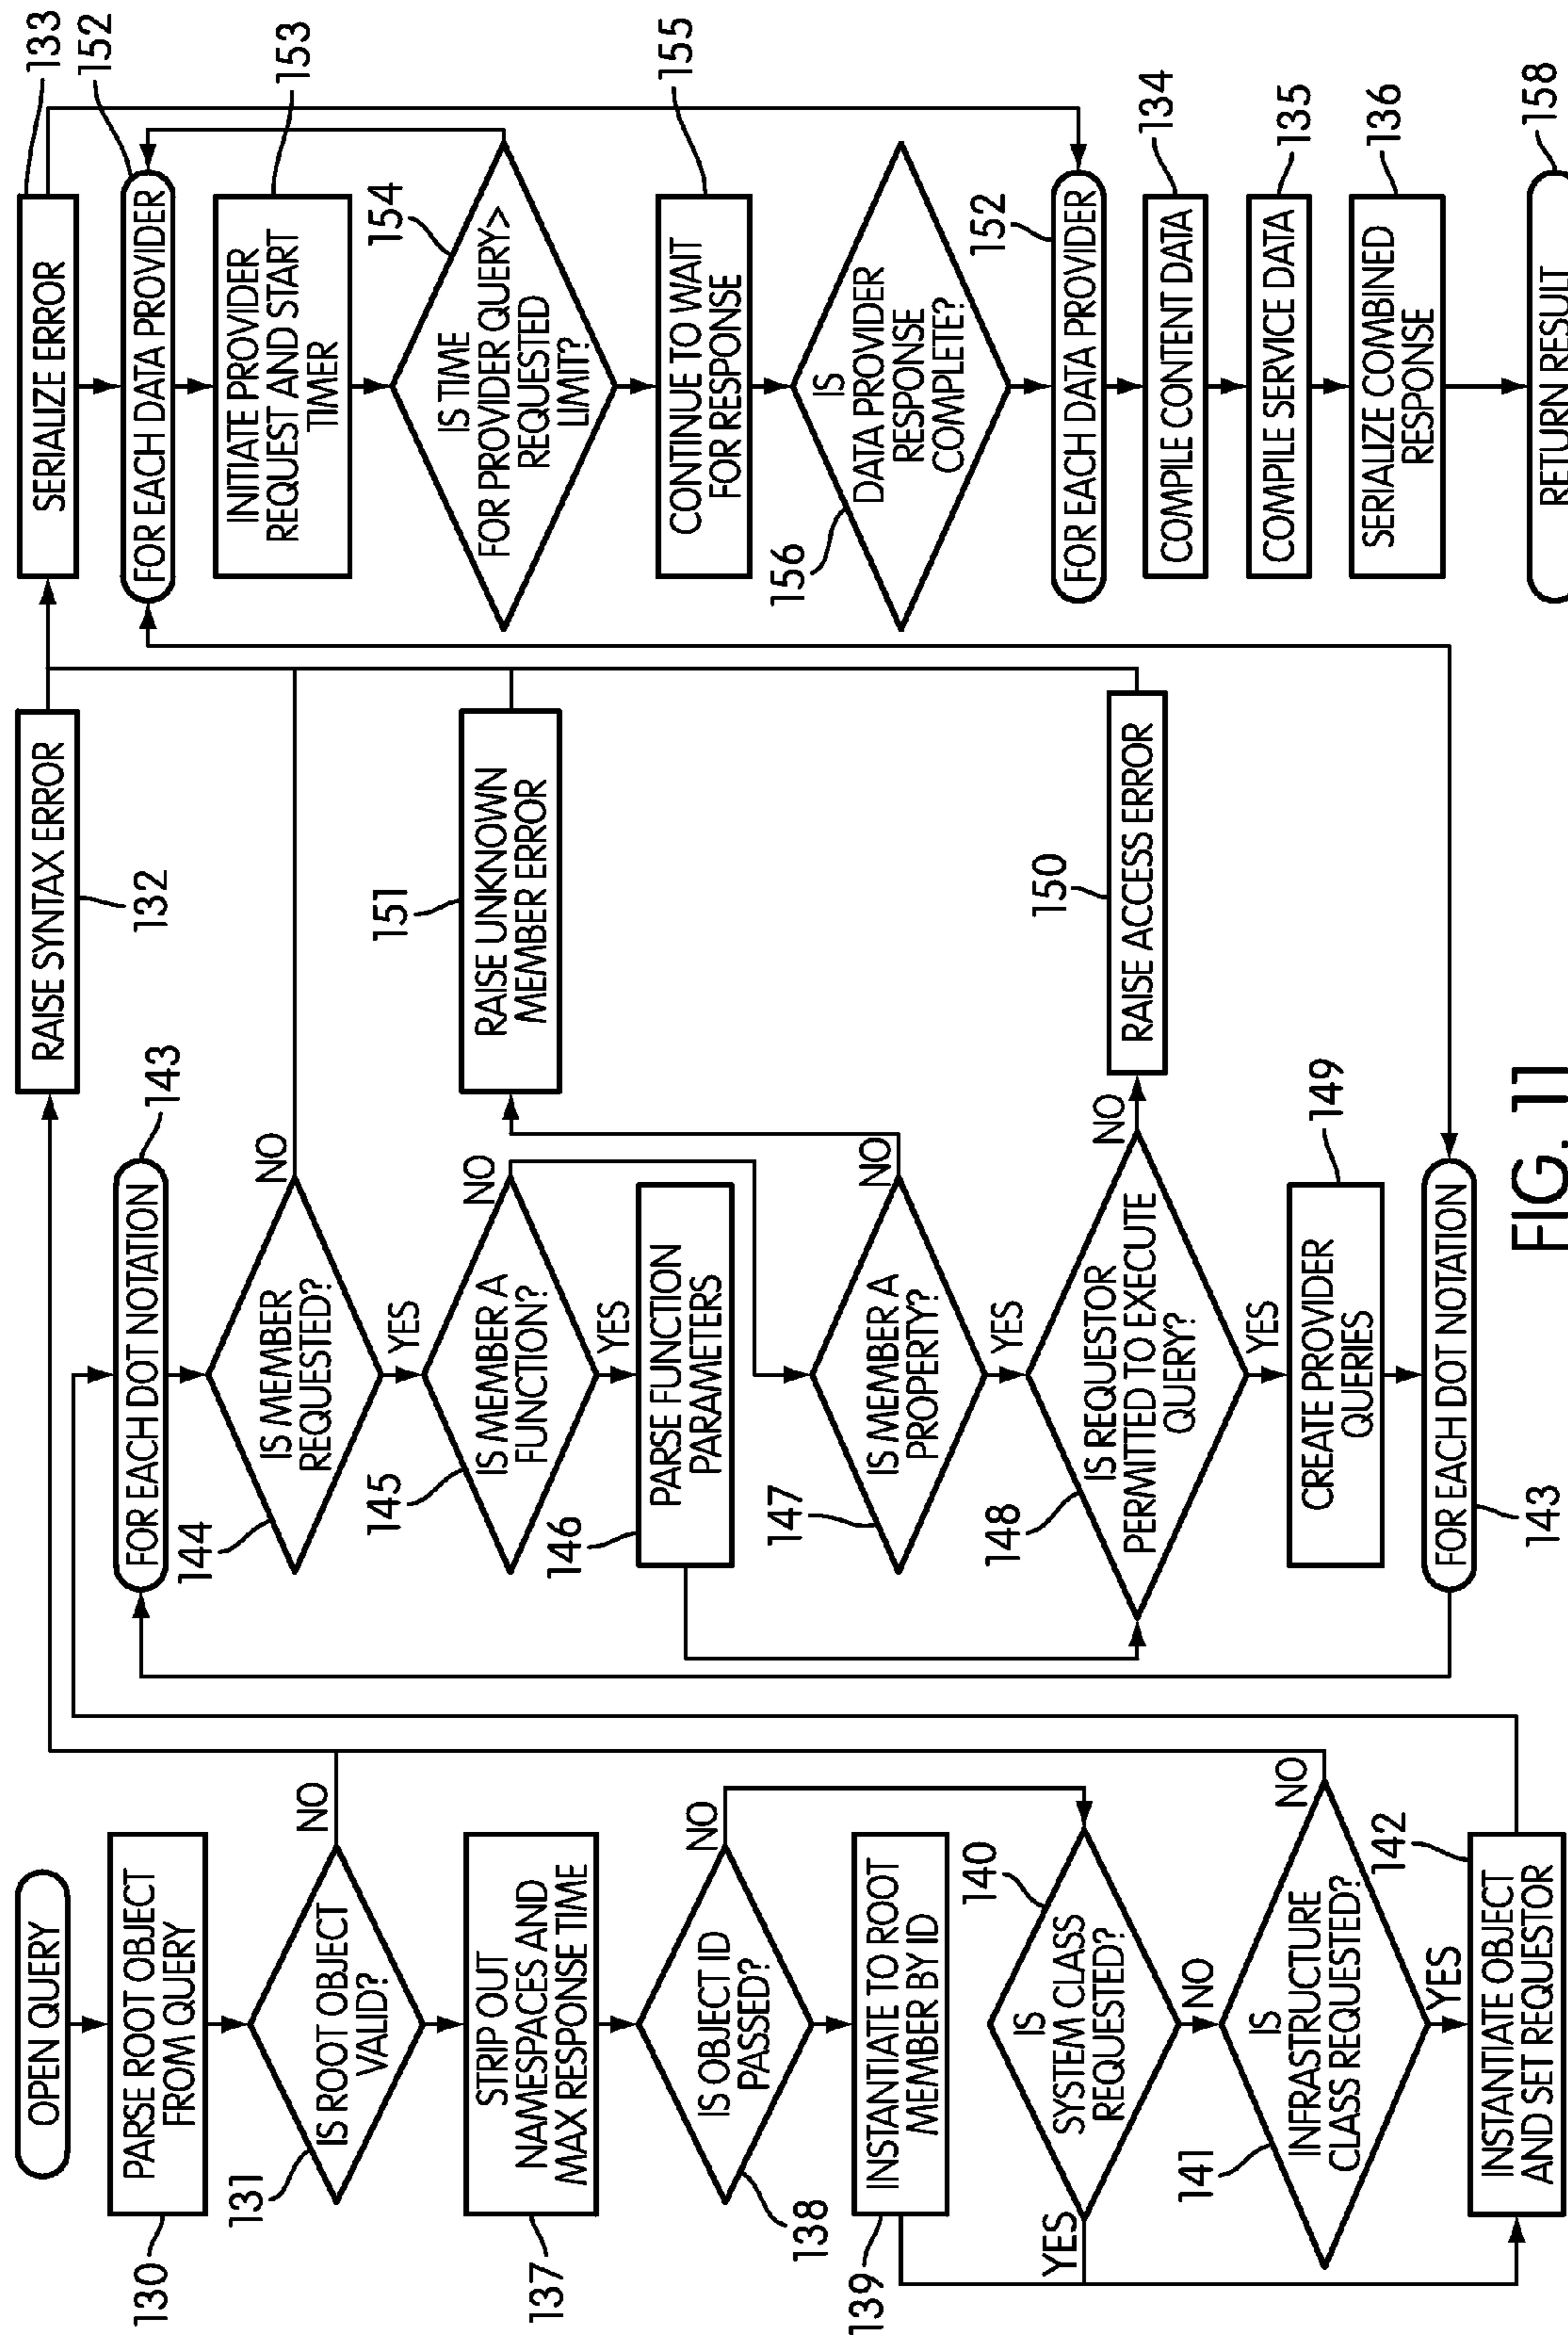 OPEN QUERY
PARSE ROOT OBJECT
FROM QUERY
130
IS ROOT OBJECT
VALID?
131
NO
STRIP OUT
NAMESPACES AND
MAX RESPONSE TIME
137
IS OBJECT ID
PASSED?
138
NO
INSTANTIATE TO ROOT
MEMBER BY ID
139
IS
SYSTEM CLASS
REQUESTED?
140
YES
NO
IS
INFRASTRUCTURE
CLASS REQUESTED?
141
NO
YES
INSTANTIATE OBJECT
AND SET REQUESTOR
142
FOR EACH DOT NOTATION
143
IS MEMBER
REQUESTED?
144
NO
YES
IS MEMBER A
FUNCTION?
145
NO
YES
PARSE FUNCTION
PARAMETERS
146
IS MEMBER A
PROPERTY?
147
NO
YES
IS REQUESTOR
PERMITTED TO EXECUTE
QUERY?
148
NO
YES
CREATE PROVIDER
QUERIES
149
FOR EACH DOT NOTATION
143
RAISE SYNTAX ERROR
132
RAISE UNKNOWN
MEMBER ERROR
151
RAISE ACCESS ERROR
150
SERIALIZE ERROR
133
FOR EACH DATA PROVIDER
152
INITIATE PROVIDER
REQUEST AND START
TIMER
153
IS TIME
FOR PROVIDER QUERY>
REQUESTED
LIMIT?
154
CONTINUE TO WAIT
FOR RESPONSE
155
IS
DATA PROVIDER
RESPONSE
COMPLETE?
156
FOR EACH DATA PROVIDER
152
COMPILE CONTENT DATA
134
COMPILE SERVICE DATA
135
SERIALIZE COMBINED
RESPONSE
136
RETURN RESULT
158
FIG. 11